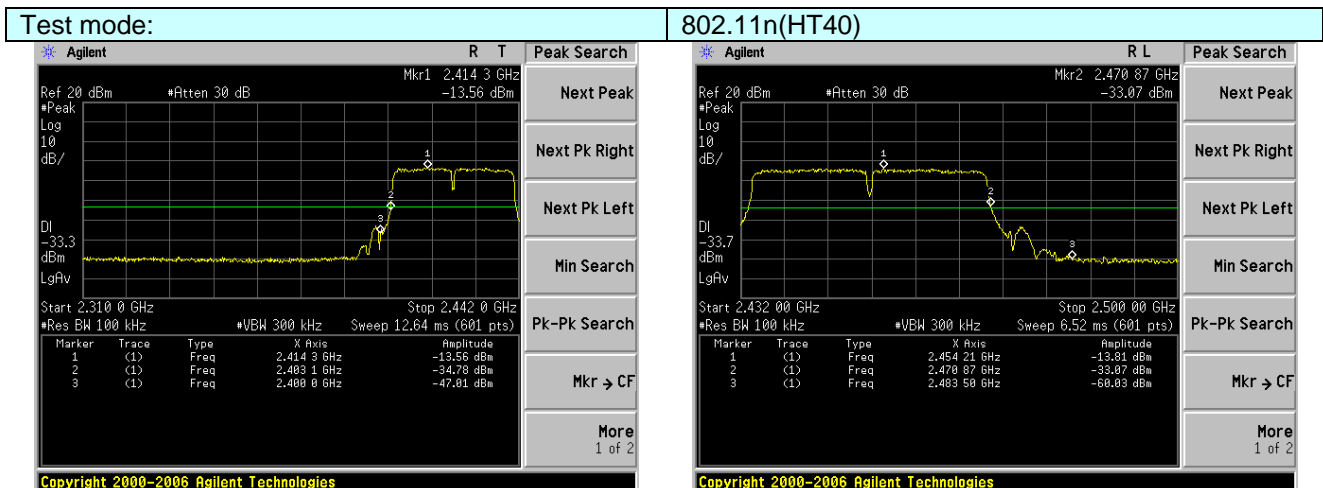 Test mode: 802.11n(HT40)
Agilent R T Peak Search
Mkr1 2.414 3 GHz
Ref 20 dBm #Atten 30 dB -13.56 dBm
Next Peak
#Peak
Log
10
dB/
1
Next Pk Right
2
Next Pk Left
3
DI
-33.3
dBm
Min Search
LgAv
Start 2.310 0 GHz Stop 2.442 0 GHz
#Res BW 100 kHz #VBW 300 kHz Sweep 12.64 ms (601 pts)
Pk-Pk Search
Marker Trace Type X Axis Amplitude
1 (1) Freq 2.414 3 GHz -13.56 dBm
2 (1) Freq 2.403 1 GHz -34.78 dBm
3 (1) Freq 2.400 0 GHz -47.01 dBm
Mkr → CF
More
1 of 2
Copyright 2000-2006 Agilent Technologies
Agilent R L Peak Search
Mkr2 2.470 87 GHz
Ref 20 dBm #Atten 30 dB -33.07 dBm
Next Peak
#Peak
Log
10
dB/
1
Next Pk Right
2
Next Pk Left
DI
-33.7
dBm
3
Min Search
LgAv
Start 2.432 00 GHz Stop 2.500 00 GHz
#Res BW 100 kHz #VBW 300 kHz Sweep 6.52 ms (601 pts)
Pk-Pk Search
Marker Trace Type X Axis Amplitude
1 (1) Freq 2.454 21 GHz -13.81 dBm
2 (1) Freq 2.470 87 GHz -33.07 dBm
3 (1) Freq 2.483 50 GHz -60.03 dBm
Mkr → CF
More
1 of 2
Copyright 2000-2006 Agilent Technologies